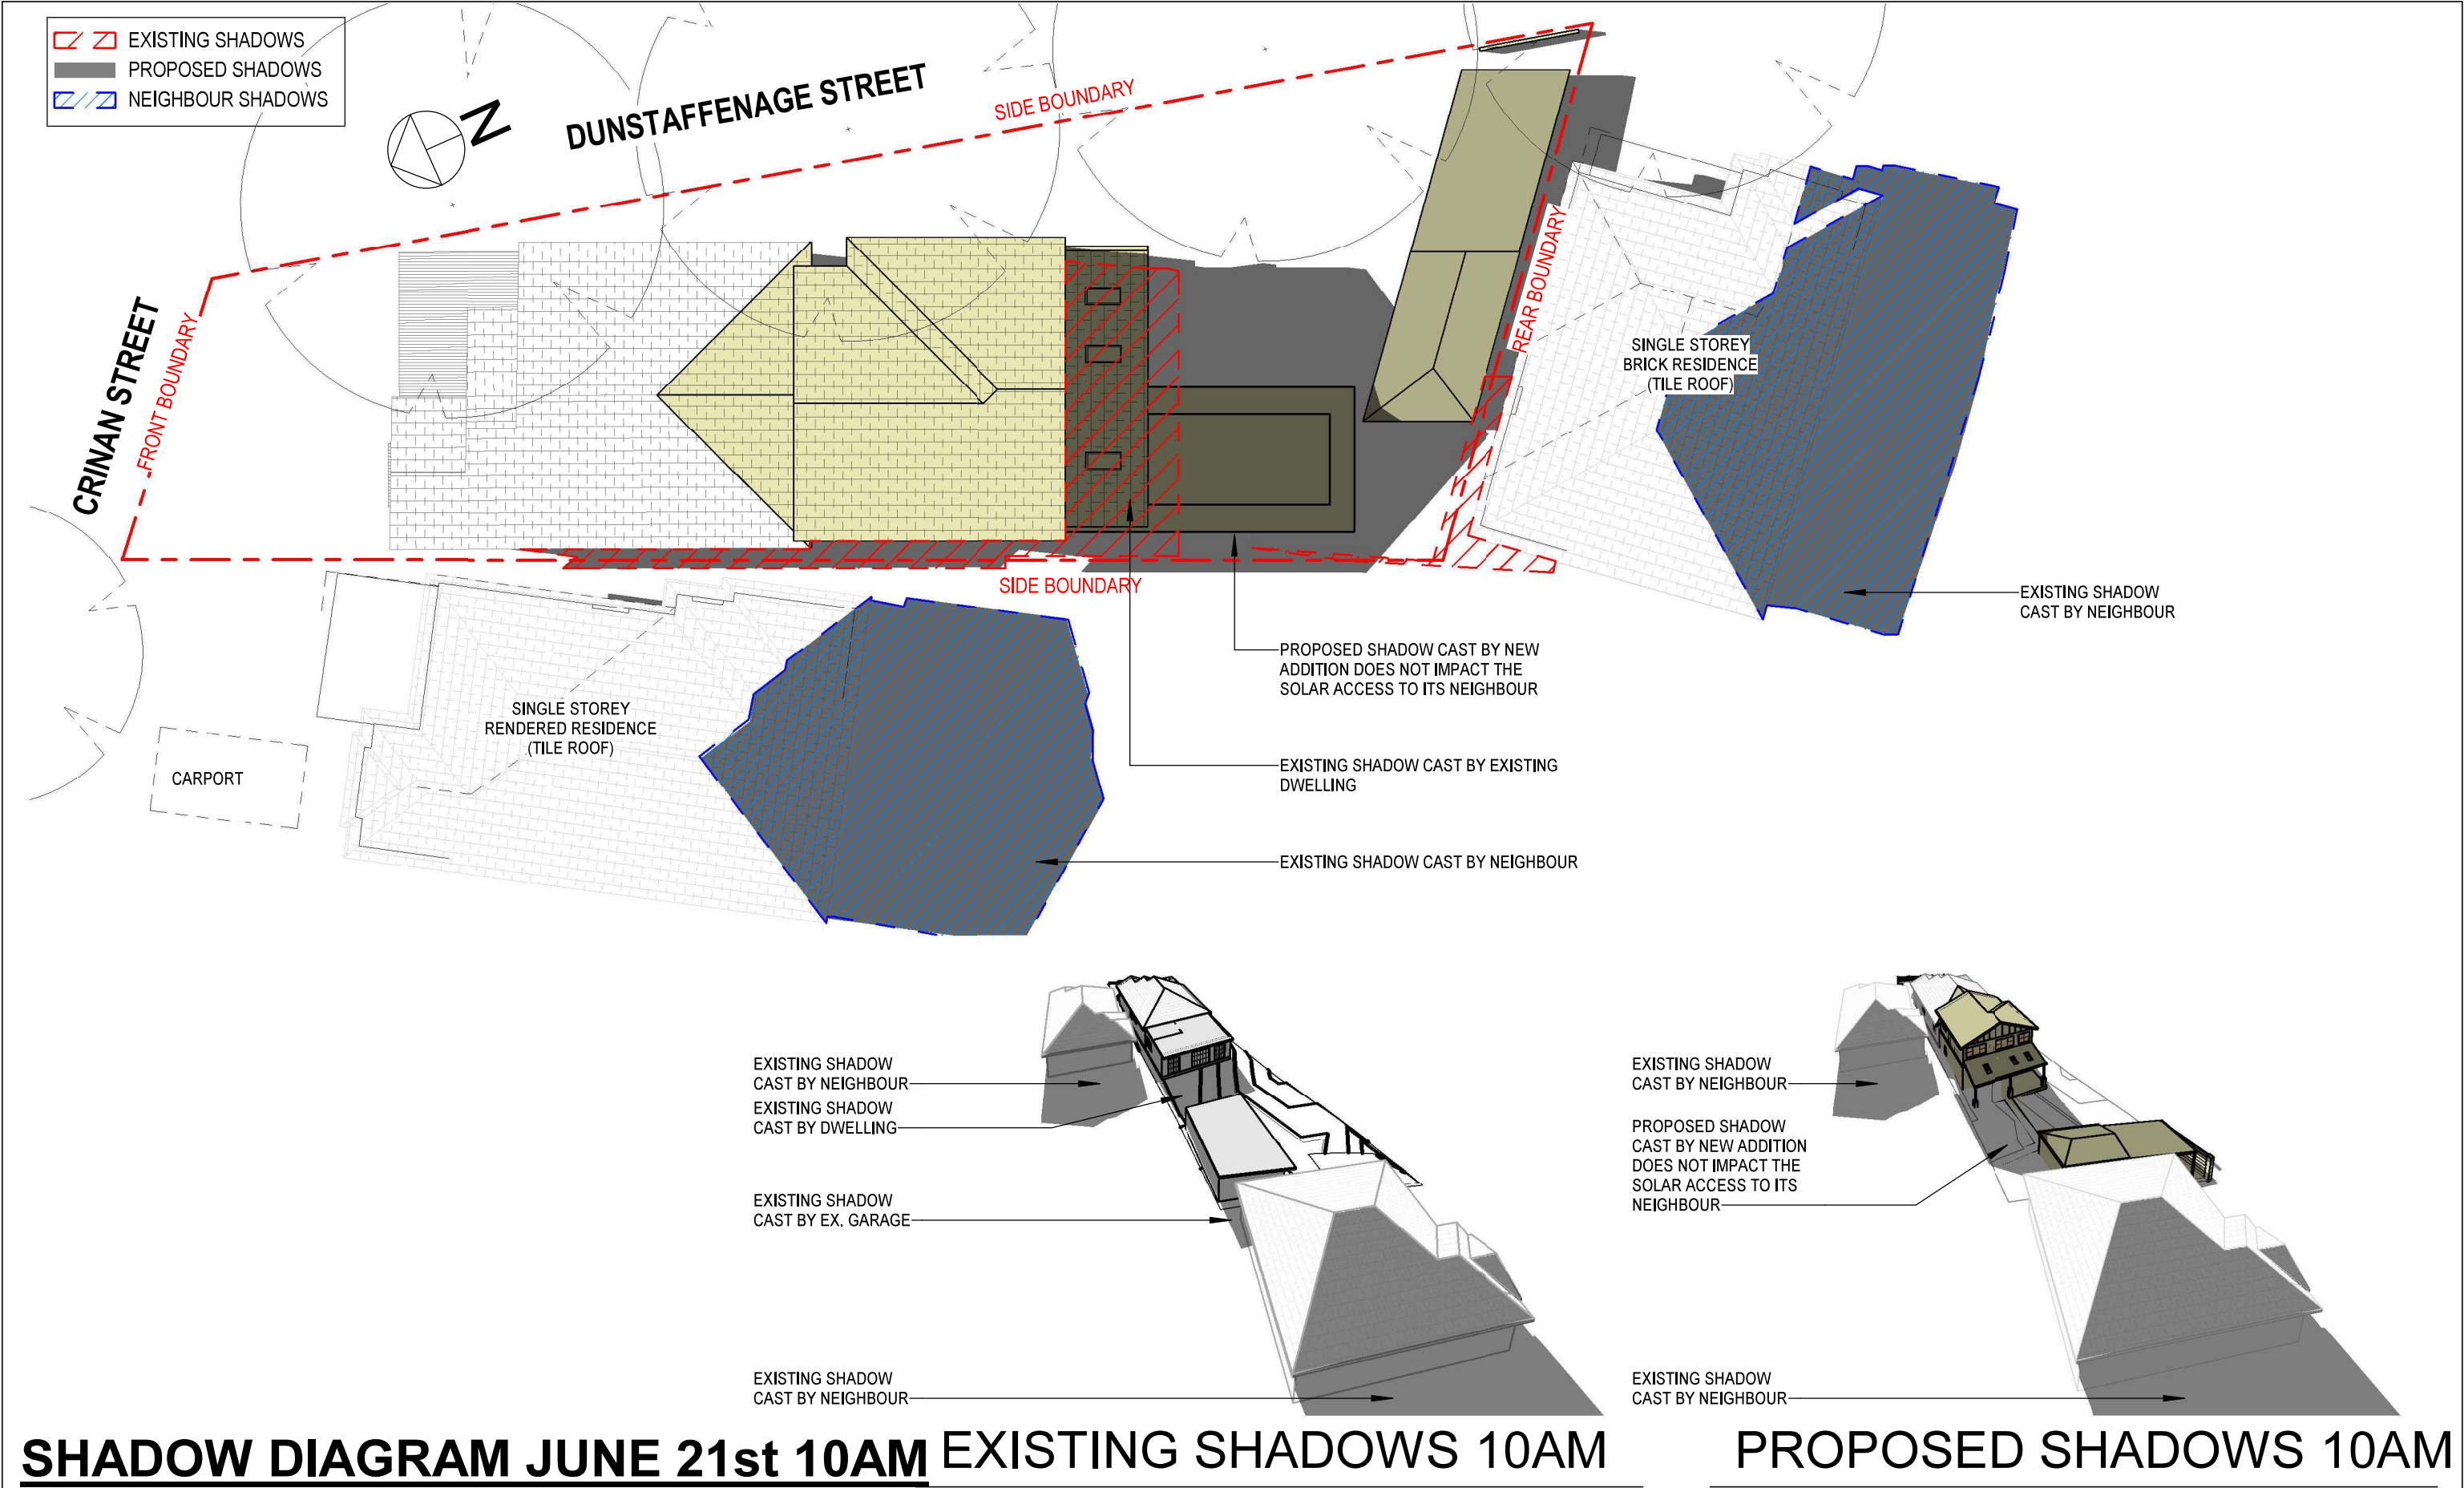 EXISTING SHADOWS
PROPOSED SHADOWS
NEIGHBOUR SHADOWS
N
DUNSTAFFENAGE STREET
SIDE BOUNDARY
CRINAN STREET
FRONT BOUNDARY
REAR BOUNDARY
SINGLE STOREY
BRICK RESIDENCE
(TILE ROOF)
SIDE BOUNDARY
EXISTING SHADOW
CAST BY NEIGHBOUR
PROPOSED SHADOW CAST BY NEW
ADDITION DOES NOT IMPACT THE
SOLAR ACCESS TO ITS NEIGHBOUR
SINGLE STOREY
RENDERED RESIDENCE
(TILE ROOF)
CARPORT
EXISTING SHADOW CAST BY EXISTING
DWELLING
EXISTING SHADOW CAST BY NEIGHBOUR
EXISTING SHADOW
CAST BY NEIGHBOUR
EXISTING SHADOW
CAST BY DWELLING
EXISTING SHADOW
CAST BY EX. GARAGE
EXISTING SHADOW
CAST BY NEIGHBOUR
EXISTING SHADOW
CAST BY NEIGHBOUR
PROPOSED SHADOW
CAST BY NEW ADDITION
DOES NOT IMPACT THE
SOLAR ACCESS TO ITS
NEIGHBOUR
EXISTING SHADOW
CAST BY NEIGHBOUR
SHADOW DIAGRAM JUNE 21st 10AM
EXISTING SHADOWS 10AM
PROPOSED SHADOWS 10AM